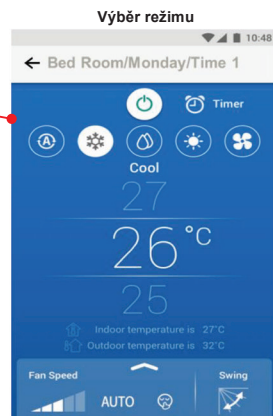 Výběr režimu
10:48
← Bed Room/Monday/Time 1
Timer
A
Cool
27
26°C
25
Indoor temperature is 27°C
Outdoor temperature is 32°C
Fan Speed
Swing
AUTO